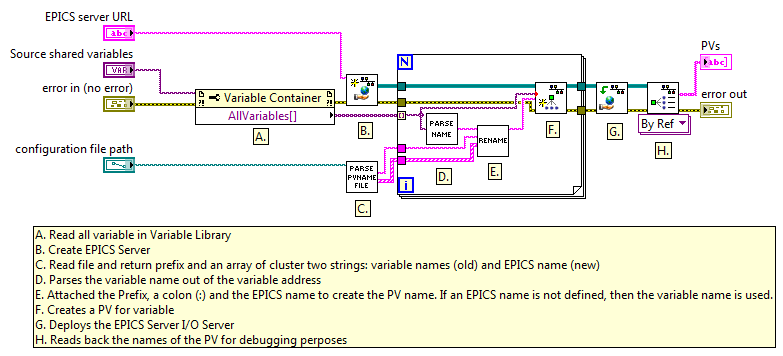 EPICS server URL
abc
Source shared variables
VAR
error in (no error)
Variable Container
AllVariables[]
A.
B.
configuration file path
PARSE
PVNAME
FILE
C.
N
i
PARSE
NAME
D.
RENAME
E.
F.
G.
By Ref
H.
PVs
abc
error out
A. Read all variable in Variable Library
B. Create EPICS Server
C. Read file and return prefix and an array of cluster two strings: variable names (old) and EPICS name (new)
D. Parses the variable name out of the variable address
E. Attached the Prefix, a colon (:) and the EPICS name to create the PV name. If an EPICS name is not defined, then the variable name is used.
F. Creates a PV for variable
G. Deploys the EPICS Server I/O Server
H. Reads back the names of the PV for debugging perposes